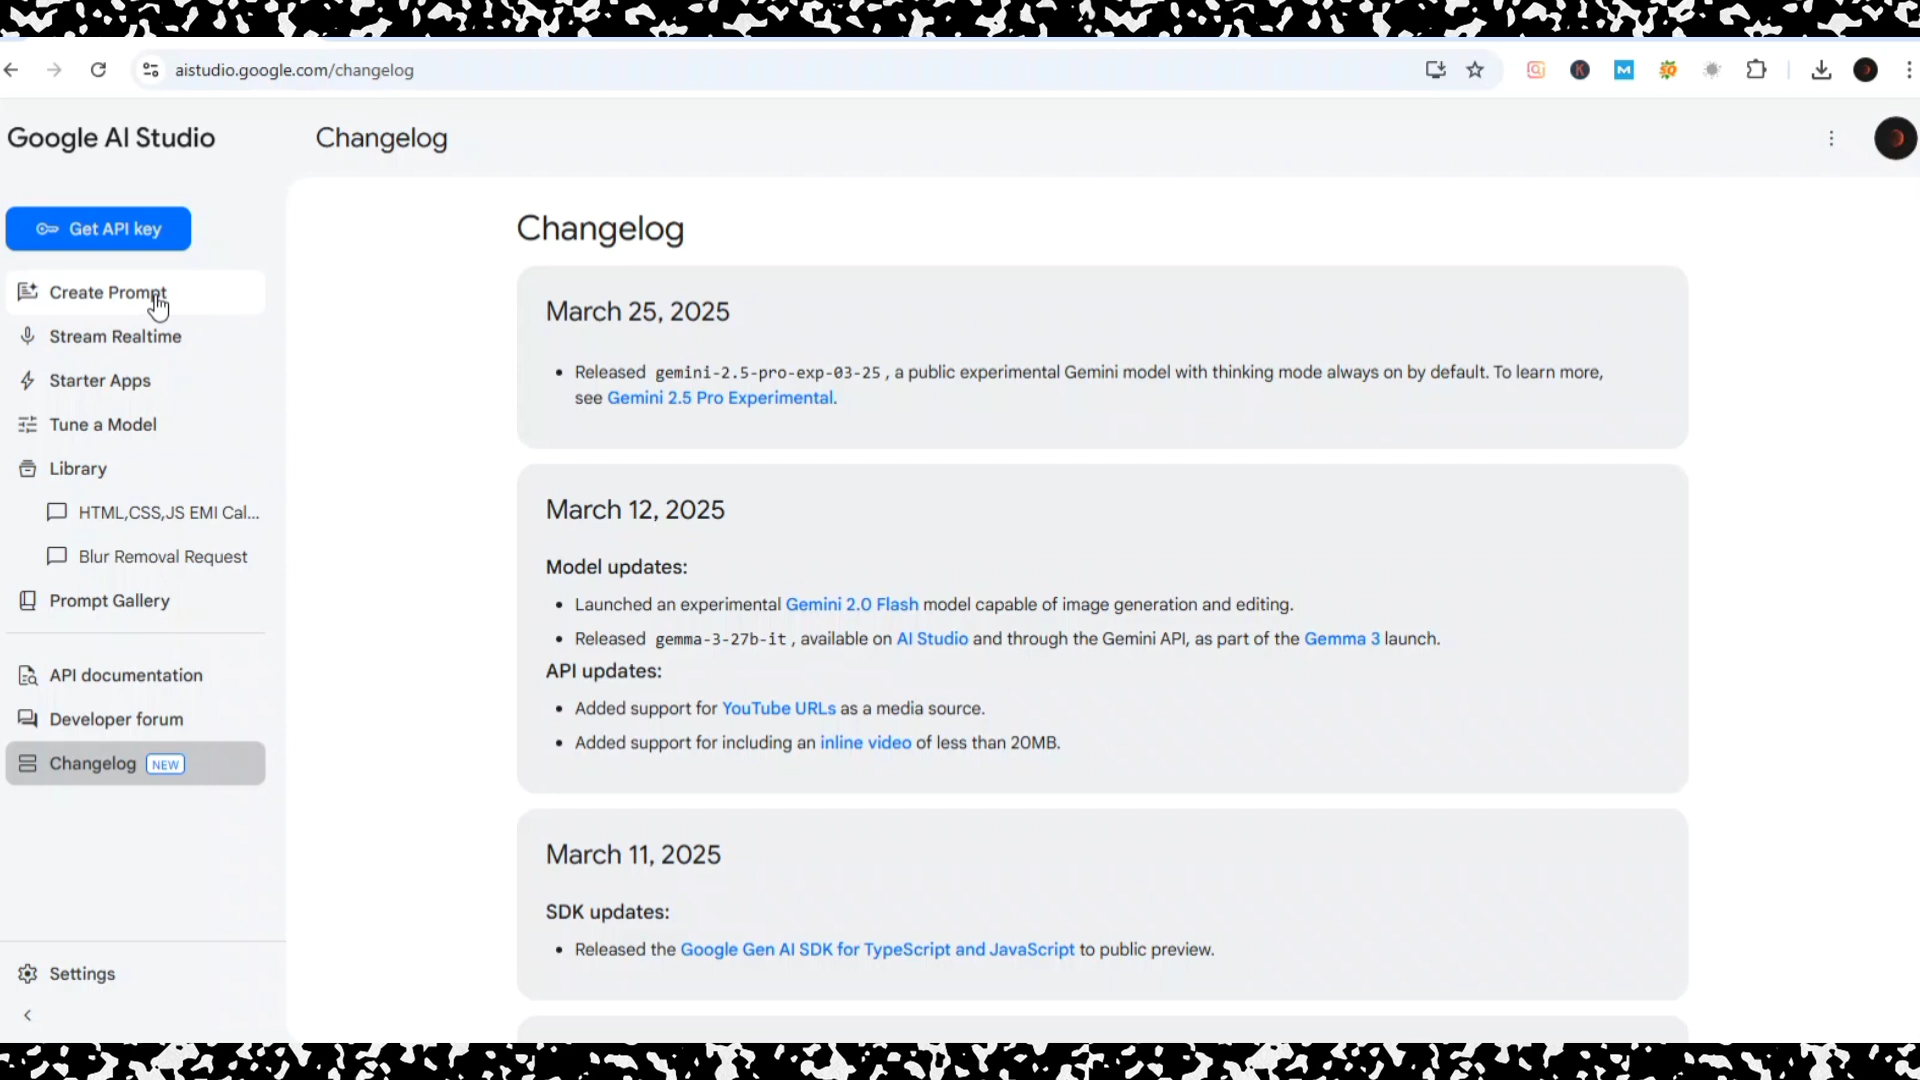 aistudio.google.com/changelog
Google AI Studio
Changelog
Get API key
Create Prompt
Stream Realtime
Starter Apps
Tune a Model
Library
HTML,CSS,JS EMI Cal...
Blur Removal Request
Prompt Gallery
API documentation
Developer forum
Changelog NEW
Settings
Changelog
March 25, 2025
Released gemini-2.5-pro-exp-03-25, a public experimental Gemini model with thinking mode always on by default. To learn more,
see Gemini 2.5 Pro Experimental.
March 12, 2025
Model updates:
Launched an experimental Gemini 2.0 Flash model capable of image generation and editing.
Released gemma-3-27b-it, available on AI Studio and through the Gemini API, as part of the Gemma 3 launch.
API updates:
Added support for YouTube URLs as a media source.
Added support for including an inline video of less than 20MB.
March 11, 2025
SDK updates:
Released the Google Gen AI SDK for TypeScript and JavaScript to public preview.